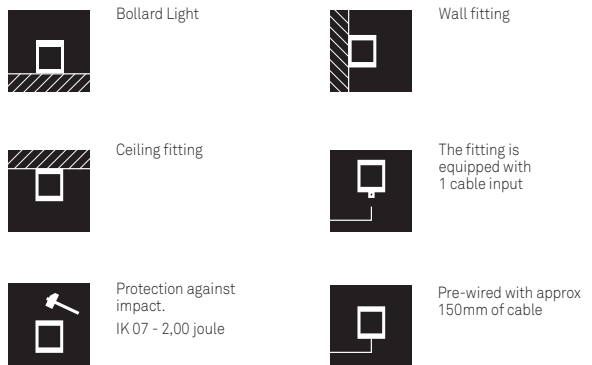 Bollard Light
Wall fitting
Ceiling fitting
The fitting is
equipped with
1 cable input
Protection against
impact.
IK 07 - 2,00 joule
Pre-wired with approx
150mm of cable